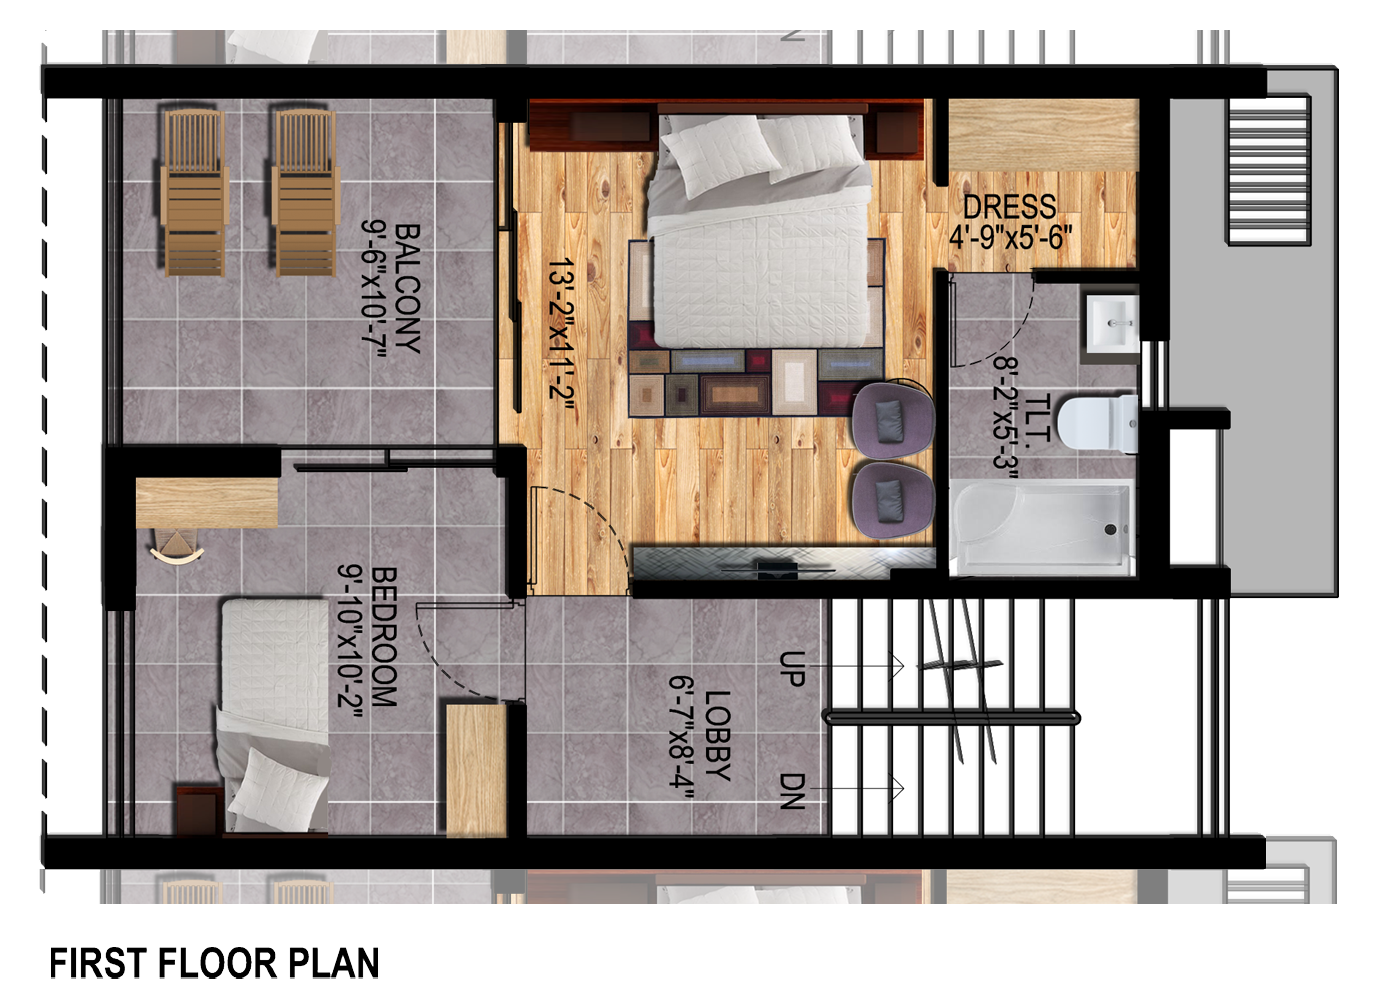 N
BALCONY
9'-6"x10'-7"
13'-2"x11'-2"
DRESS
4'-9"x5'-6"
TLT.
8'-2"x5'-3"
BEDROOM
9'-10"x10'-2"
LOBBY
6'-7"x8'-4"
UP
DN
FIRST FLOOR PLAN